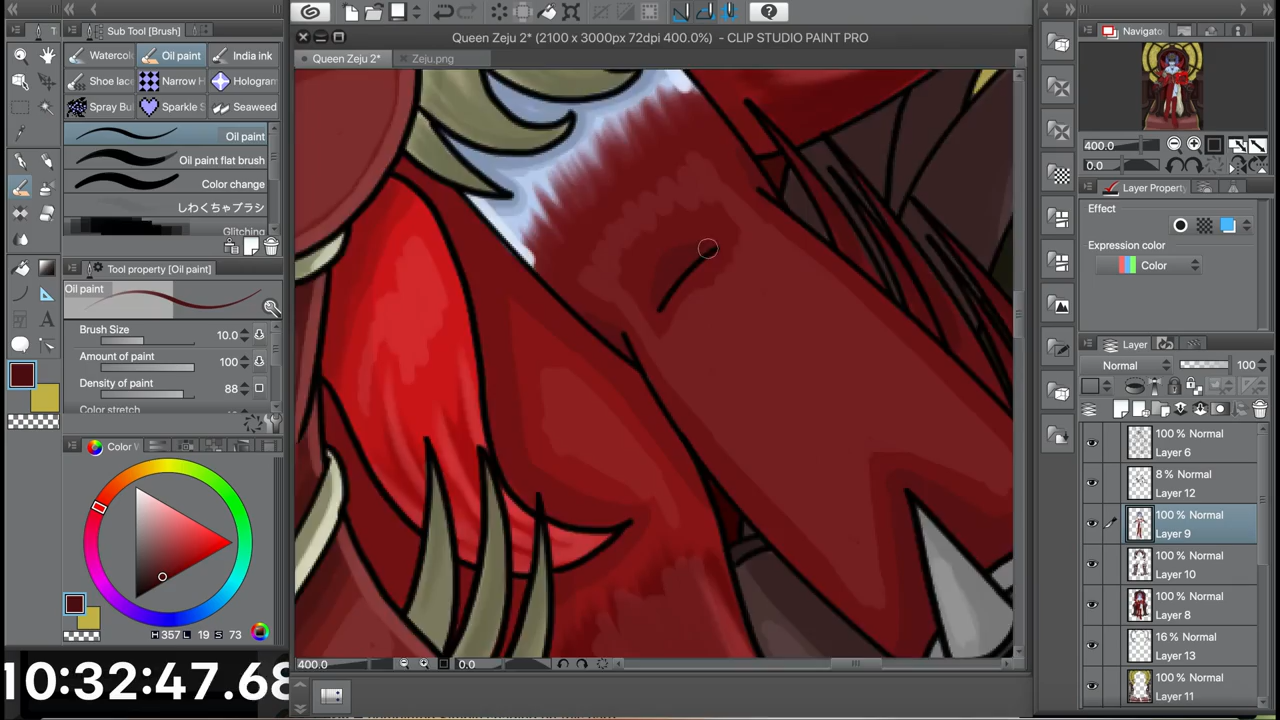 Queen Zeju 2* (2100 x 3000px 72dpi 400.0%) - CLIP STUDIO PAINT PRO
Sub Tool [Brush]
Queen Zeju 2*
Zeju.png
Navigator
Oil paint
India ink
Shoe lac
Narrow H
Hologram
Spray Bu
Sparkle S
Seaweed
Oil paint
Oil paint flat brush
Color change
しわくちゃブラシ
Glitching
Tool property [Oil paint]
Oil paint
Brush Size
10.0
Amount of paint
100
Density of paint
88
Color stretch
Color W
H 357 L 19 S 73
10:32:47.68
400.0
0.0
400.0
0.0
Layer Property
Effect
Expression color
Color
Layer
Normal
100
100 % Normal
Layer 6
8 % Normal
Layer 12
100 % Normal
Layer 9
100 % Normal
Layer 10
100 % Normal
Layer 8
16 % Normal
Layer 13
100 % Normal
Layer 11